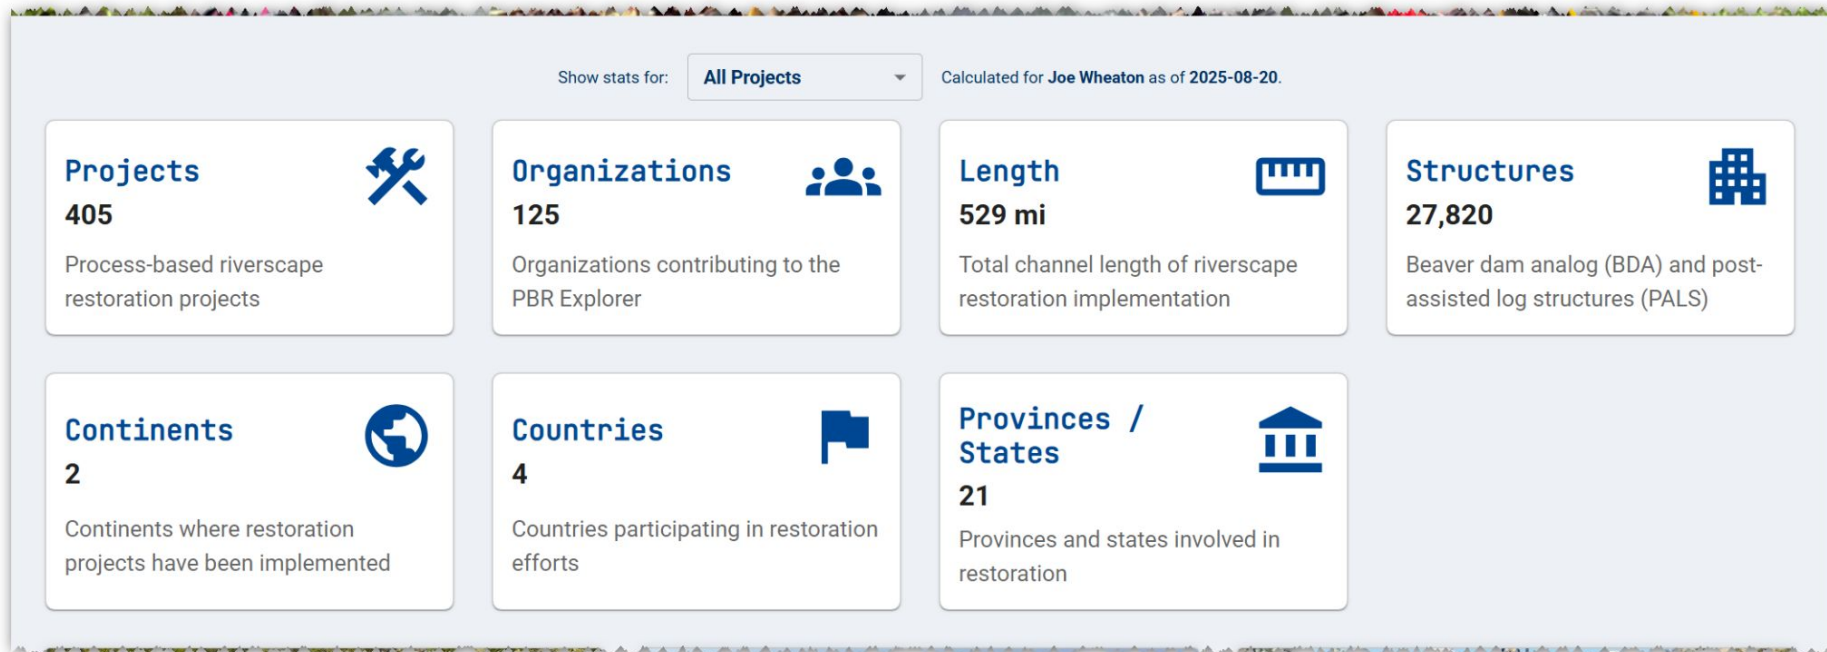 Show stats for: All Projects Calculated for Joe Wheaton as of 2025-08-20.
Projects
405
Process-based riverscape
restoration projects
Organizations
125
Organizations contributing to the
PBR Explorer
Length
529 mi
Total channel length of riverscape
restoration implementation
Structures
27,820
Beaver dam analog (BDA) and post-
assisted log structures (PALS)
Continents
2
Continents where restoration
projects have been implemented
Countries
4
Countries participating in restoration
efforts
Provinces /
States
21
Provinces and states involved in
restoration